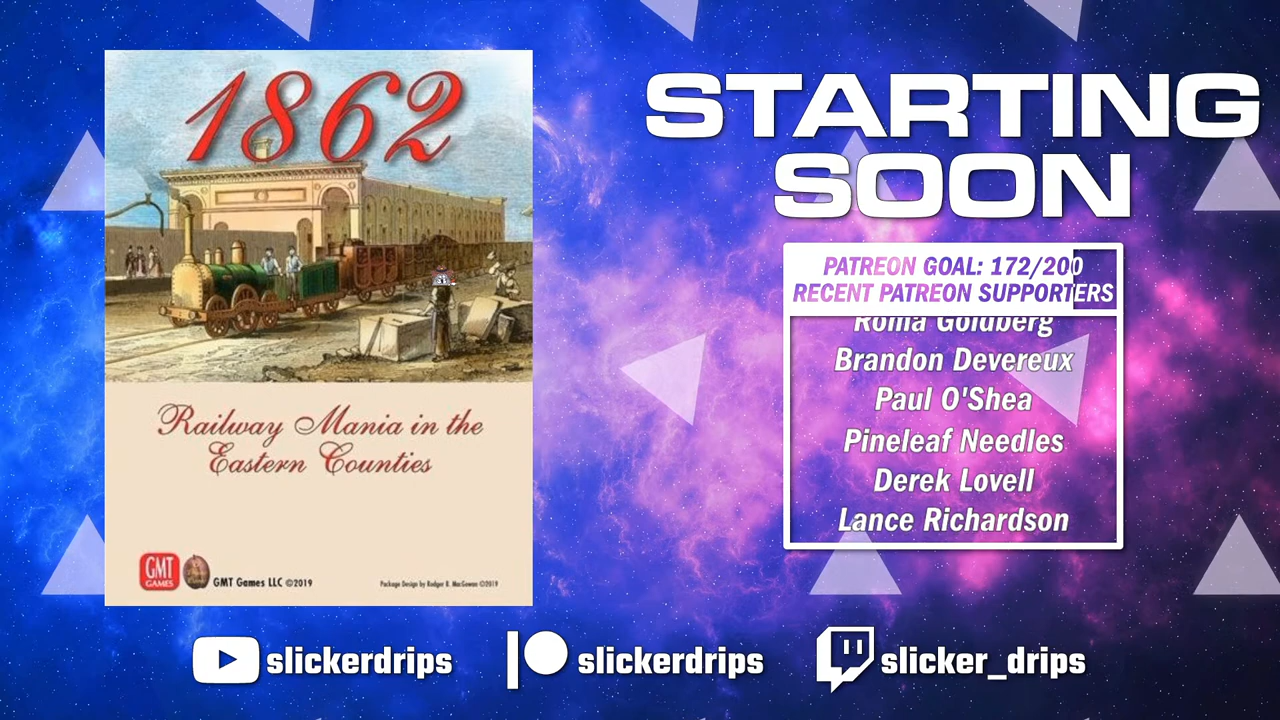 1862
Railway Mania in the
Eastern Counties
GMT
GAMES
GMT Games LLC ©2019
Package Design by Rodger B. MacGowan ©2019
STARTING
SOON
PATREON GOAL: 172/200
RECENT PATREON SUPPORTERS
Roma Goldberg
Brandon Devereux
Paul O'Shea
Pineleaf Needles
Derek Lovell
Lance Richardson
slickerdrips
slickerdrips
slicker_drips